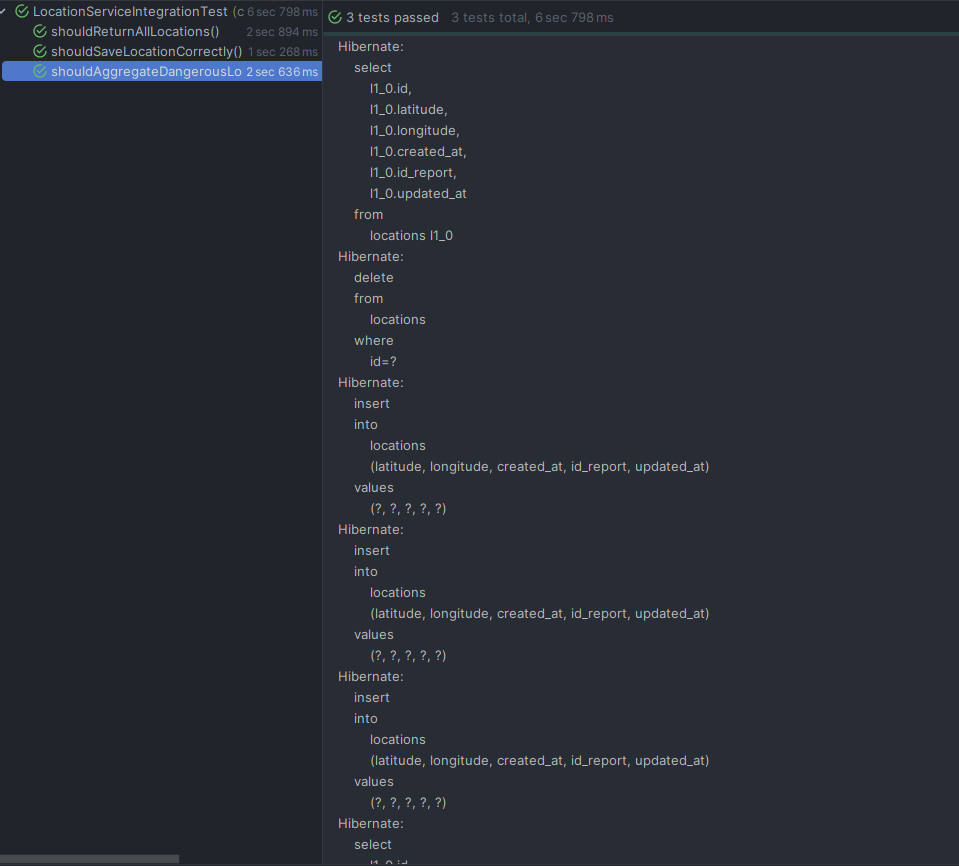 LocationServiceIntegrationTest (c 6 sec 798 ms
shouldReturnAllLocations() 2 sec 894 ms
shouldSaveLocationCorrectly() 1 sec 268 ms
shouldAggregateDangerousLo 2 sec 636 ms
3 tests passed 3 tests total, 6 sec 798 ms
Hibernate:
select
l1_0.id,
l1_0.latitude,
l1_0.longitude,
l1_0.created_at,
l1_0.id_report,
l1_0.updated_at
from
locations l1_0
Hibernate:
delete
from
locations
where
id=?
Hibernate:
insert
into
locations
(latitude, longitude, created_at, id_report, updated_at)
values
(?, ?, ?, ?, ?)
Hibernate:
insert
into
locations
(latitude, longitude, created_at, id_report, updated_at)
values
(?, ?, ?, ?, ?)
Hibernate:
insert
into
locations
(latitude, longitude, created_at, id_report, updated_at)
values
(?, ?, ?, ?, ?)
Hibernate:
select
l1_0.id